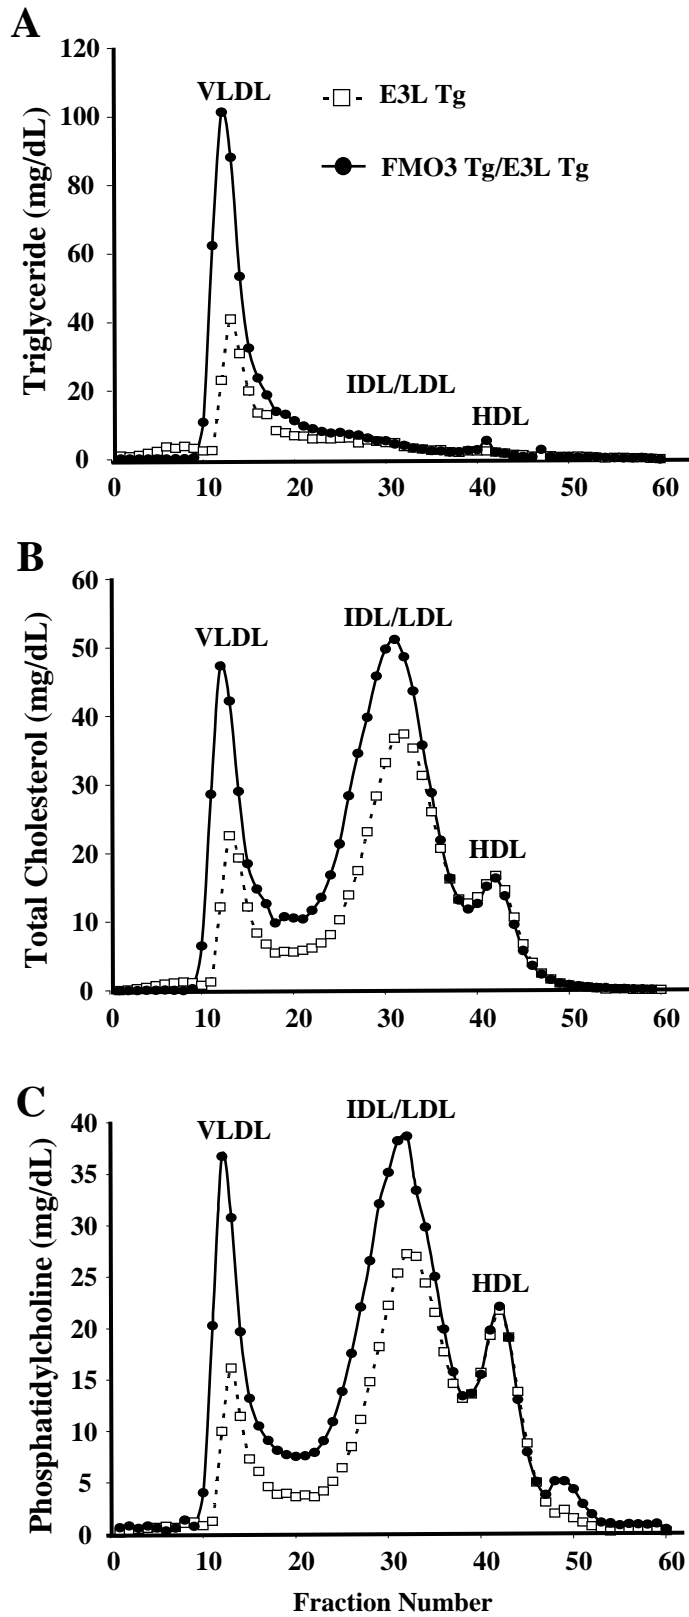 A
120
VLDL
E3L Tg
100
FMO3 Tg/E3L Tg
80
60
40
IDL/LDL
20
HDL
0
0 10 20 30 40 50 60
Triglyceride (mg/dL)
B
60
IDL/LDL
VLDL
50
40
30
20
HDL
10
0
0 10 20 30 40 50 60
Total Cholesterol (mg/dL)
C
IDL/LDL
40
VLDL
35
30
25
HDL
20
15
10
5
0
0 10 20 30 40 50 60
Phosphatidylcholine (mg/dL)
Fraction Number